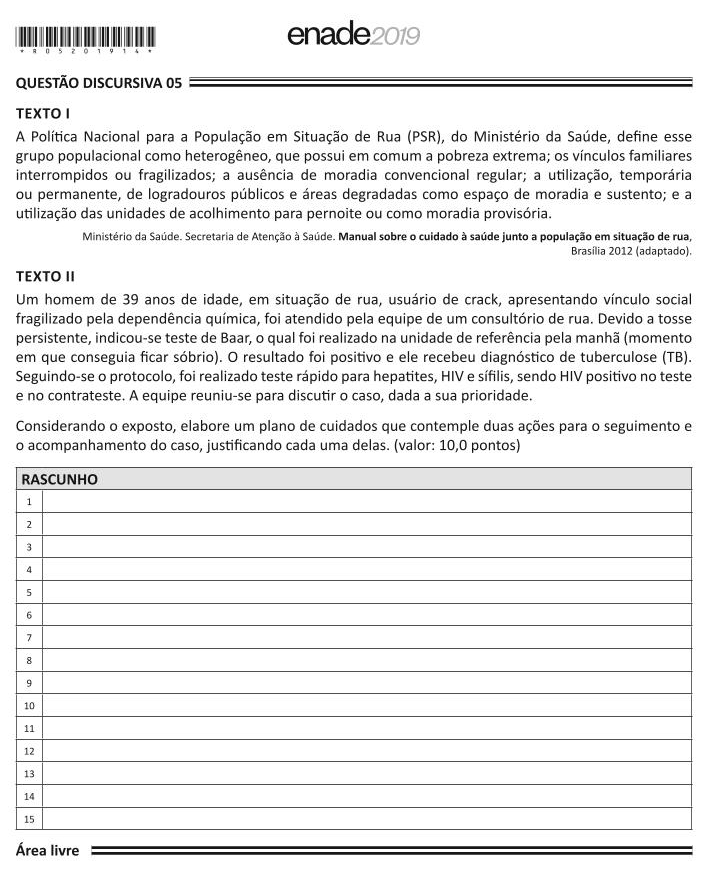 enade2019
*R05201914*
QUESTÃO DISCURSIVA 05
TEXTO I
A Política Nacional para a População em Situação de Rua (PSR), do Ministério da Saúde, define esse
grupo populacional como heterogêneo, que possui em comum a pobreza extrema; os vínculos familiares
interrompidos ou fragilizados; a ausência de moradia convencional regular; a utilização, temporária
ou permanente, de logradouros públicos e áreas degradadas como espaço de moradia e sustento; e a
utilização das unidades de acolhimento para pernoite ou como moradia provisória.
Ministério da Saúde. Secretaria de Atenção à Saúde. Manual sobre o cuidado à saúde junto a população em situação de rua,
Brasília 2012 (adaptado).
TEXTO II
Um homem de 39 anos de idade, em situação de rua, usuário de crack, apresentando vínculo social
fragilizado pela dependência química, foi atendido pela equipe de um consultório de rua. Devido a tosse
persistente, indicou-se teste de Baar, o qual foi realizado na unidade de referência pela manhã (momento
em que conseguia ficar sóbrio). O resultado foi positivo e ele recebeu diagnóstico de tuberculose (TB).
Seguindo-se o protocolo, foi realizado teste rápido para hepatites, HIV e sífilis, sendo HIV positivo no teste
e no contrateste. A equipe reuniu-se para discutir o caso, dada a sua prioridade.
Considerando o exposto, elabore um plano de cuidados que contemple duas ações para o seguimento e
o acompanhamento do caso, justificando cada uma delas. (valor: 10,0 pontos)
RASCUNHO
1
2
3
4
5
6
7
8
9
10
11
12
13
14
15
Área livre